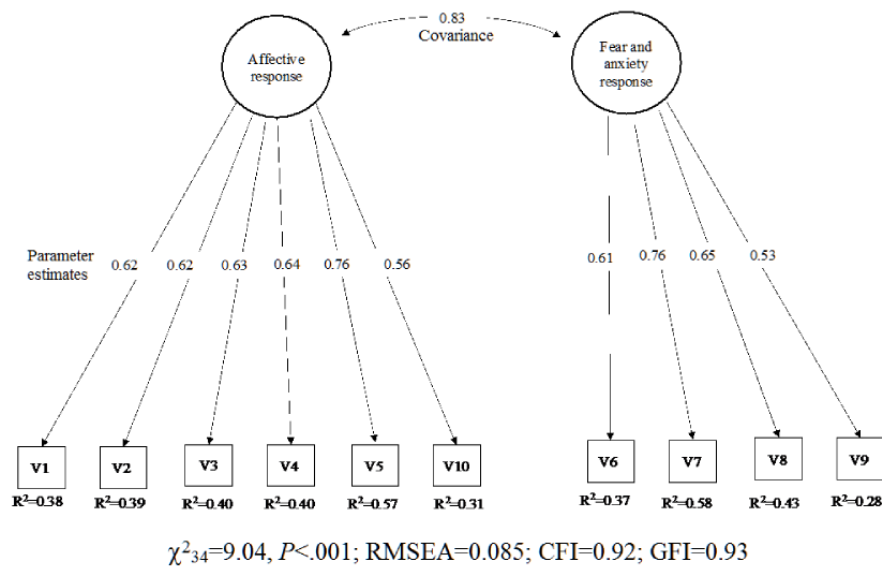 0.83
Covariance
Affective
response
Fear and
anxiety
response
Parameter
estimates
0.62 0.62 0.63 0.64 0.76 0.56
0.61 0.76 0.65 0.53
V1 V2 V3 V4 V5 V10
V6 V7 V8 V9
R²=0.38 R²=0.39 R²=0.40 R²=0.40 R²=0.57 R²=0.31
R²=0.37 R²=0.58 R²=0.43 R²=0.28
χ²₃₄=9.04, P<.001; RMSEA=0.085; CFI=0.92; GFI=0.93